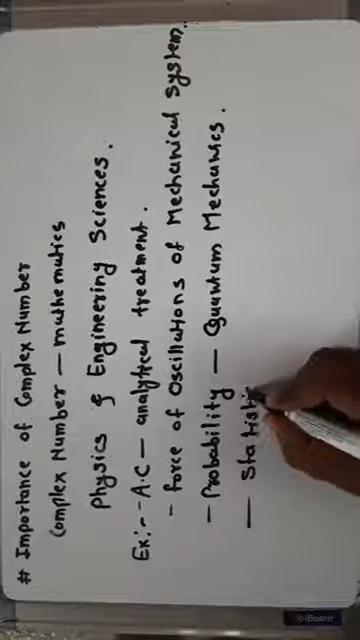 # Importance of Complex Number
Complex Number — mathematics
Physics & Engineering Sciences.
Ex:- - A.C — analytical treatment.
- force of Oscillations of Mechanical System..
- Probability — Quantum Mechanics.
— Statist